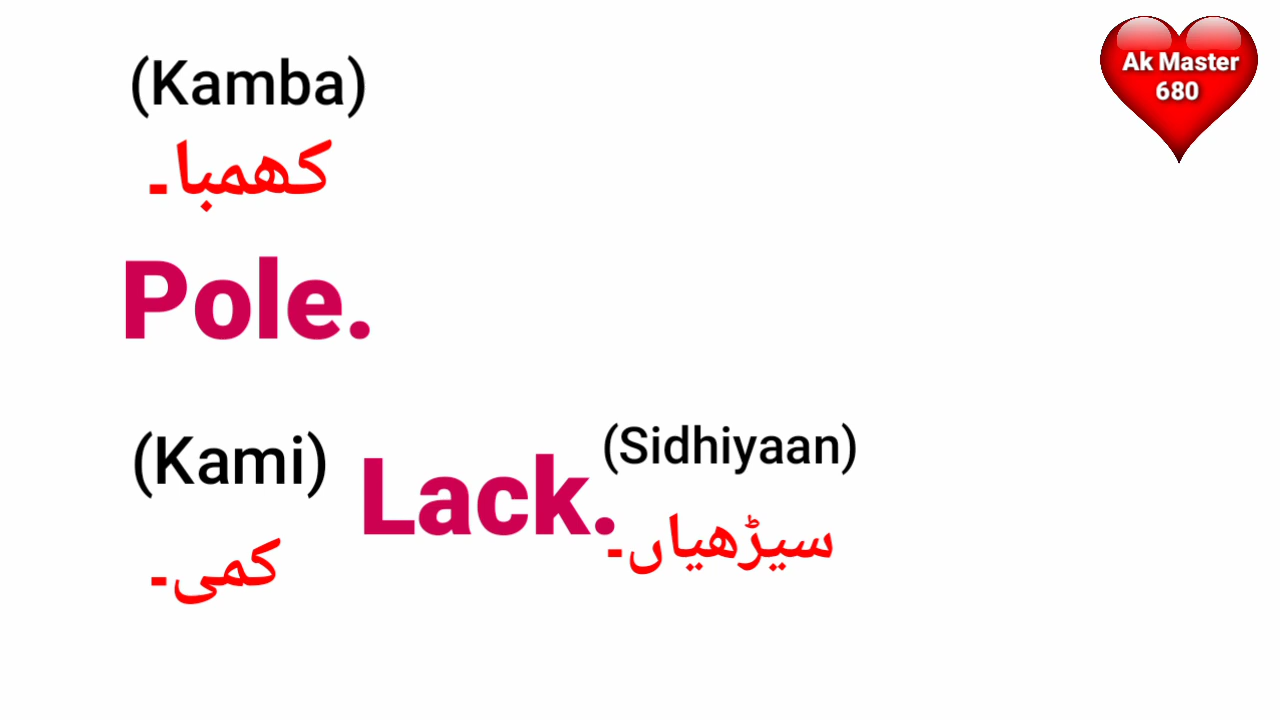 (Kamba)
کھمبا۔
Pole.
(Kami)
کمی۔
Lack.
(Sidhiyaan)
سیڑھیاں۔
Ak Master
680